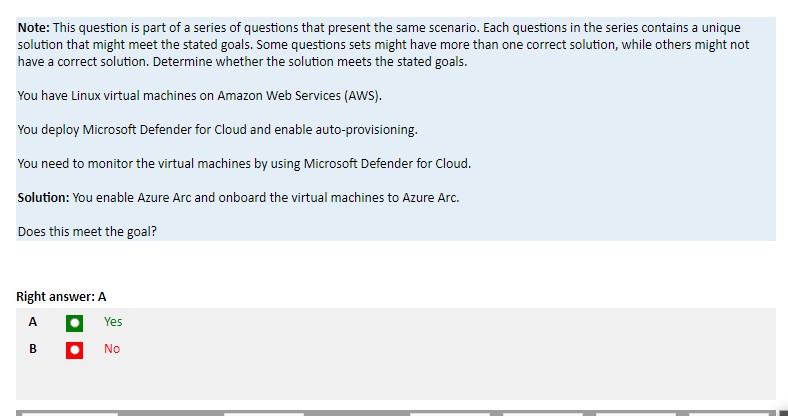 Note: This question is part of a series of questions that present the same scenario. Each questions in the series contains a unique
solution that might meet the stated goals. Some questions sets might have more than one correct solution, while others might not
have a correct solution. Determine whether the solution meets the stated goals.
You have Linux virtual machines on Amazon Web Services (AWS).
You deploy Microsoft Defender for Cloud and enable auto-provisioning.
You need to monitor the virtual machines by using Microsoft Defender for Cloud.
Solution: You enable Azure Arc and onboard the virtual machines to Azure Arc.
Does this meet the goal?
Right answer: A
A Yes
B No